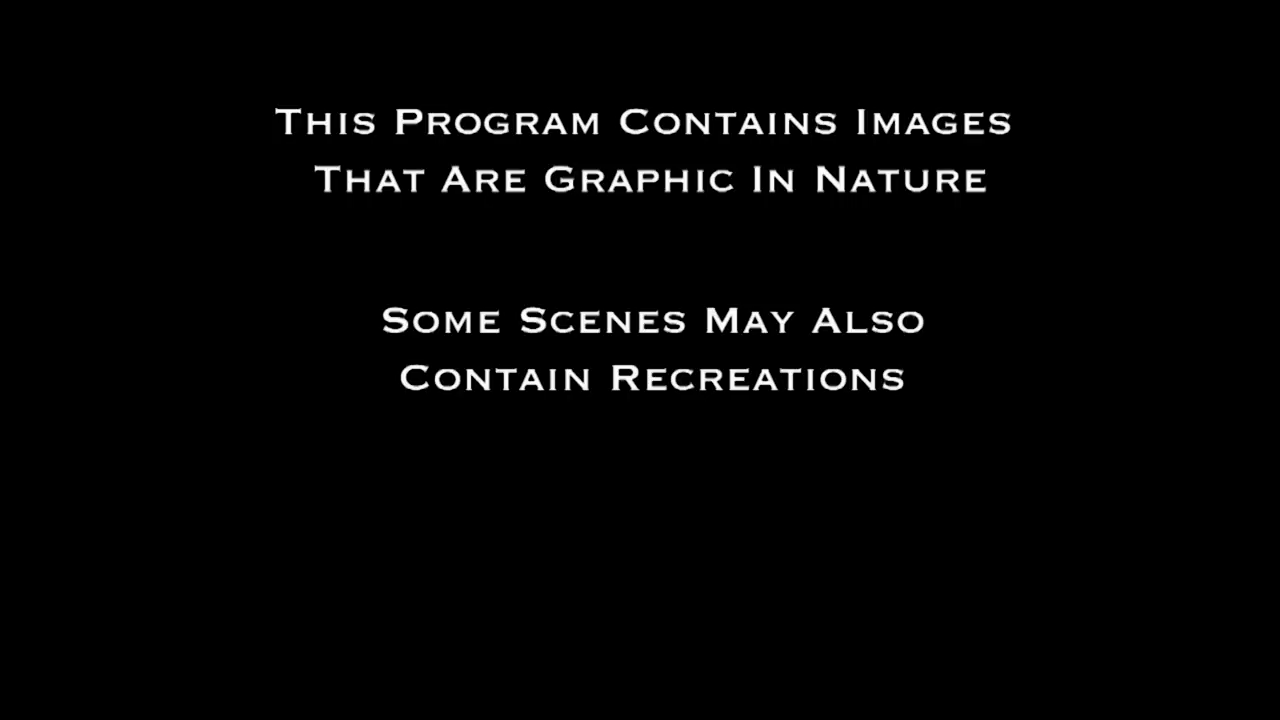 This Program Contains Images
That Are Graphic In Nature
Some Scenes May Also
Contain Recreations